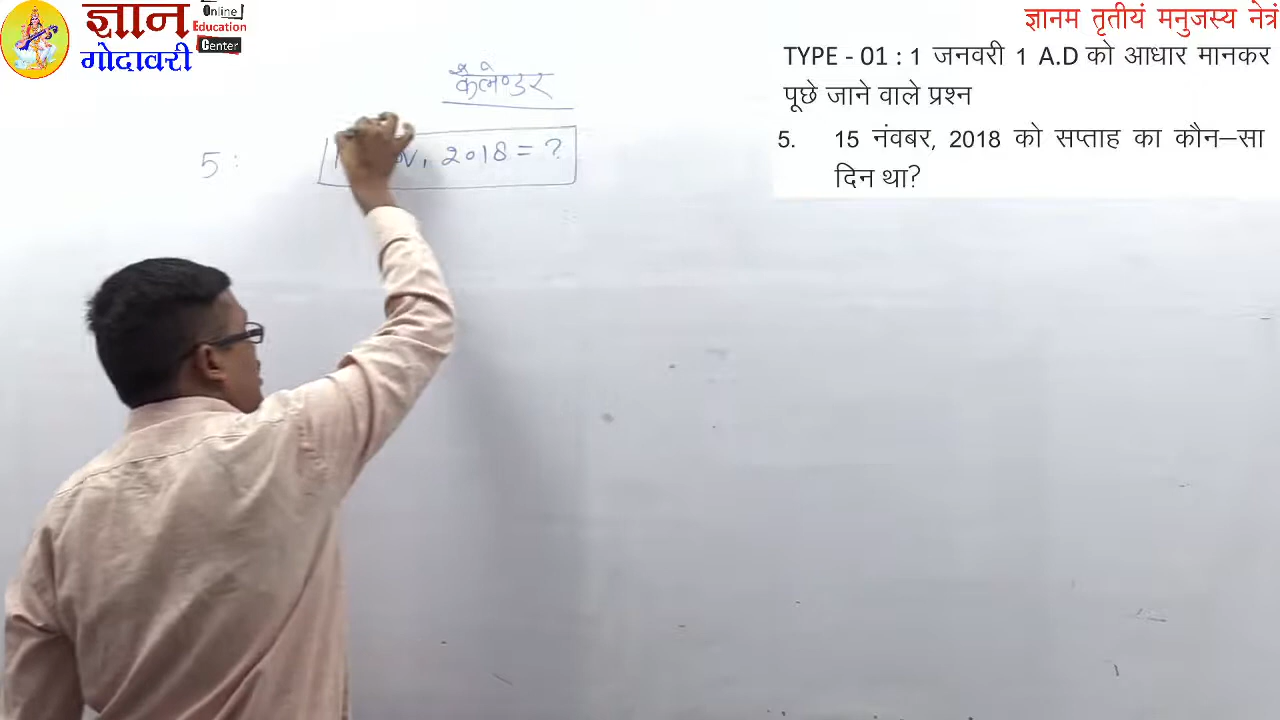 ज्ञान
गोदावरी
Online
Education
Center
ज्ञानम तृतीयं मनुजस्य नेत्रं
TYPE - 01 : 1 जनवरी 1 A.D को आधार मानकर
पूछे जाने वाले प्रश्न
5. 15 नंवबर, 2018 को सप्ताह का कौन–सा
दिन था?
कैलेण्डर
5 : 2018 = ?